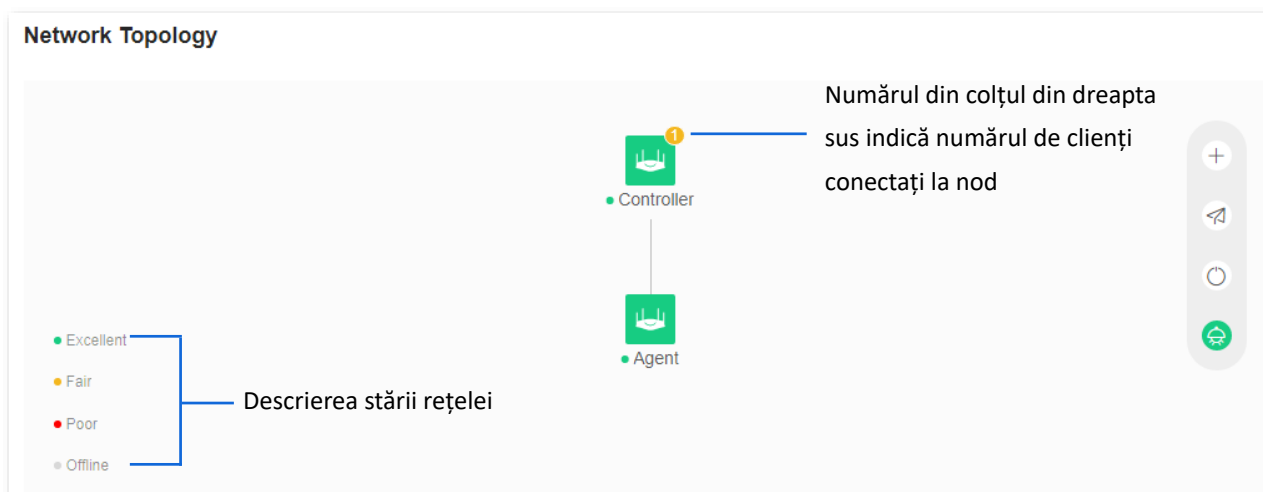 Network Topology
Numărul din colțul din dreapta
sus indică numărul de clienți
conectați la nod
1
Controller
Agent
Excellent
Fair
Poor
Offline
Descrierea stării rețelei